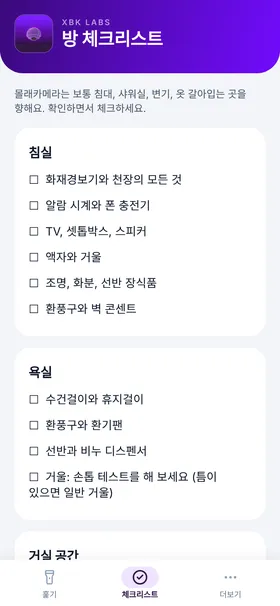 XBK LABS
방 체크리스트
몰래카메라는 보통 침대, 샤워실, 변기, 옷 갈아입는 곳을
향해요. 확인하면서 체크하세요.
침실
☐ 화재경보기와 천장의 모든 것
☐ 알람 시계와 폰 충전기
☐ TV, 셋톱박스, 스피커
☐ 액자와 거울
☐ 조명, 화분, 선반 장식품
☐ 환풍구와 벽 콘센트
욕실
☐ 수건걸이와 휴지걸이
☐ 환풍구와 환기팬
☐ 선반과 비누 디스펜서
☐ 거울: 손톱 테스트를 해 보세요 (틈이
있으면 일반 거울)
거실 공간
훑기
체크리스트
더보기